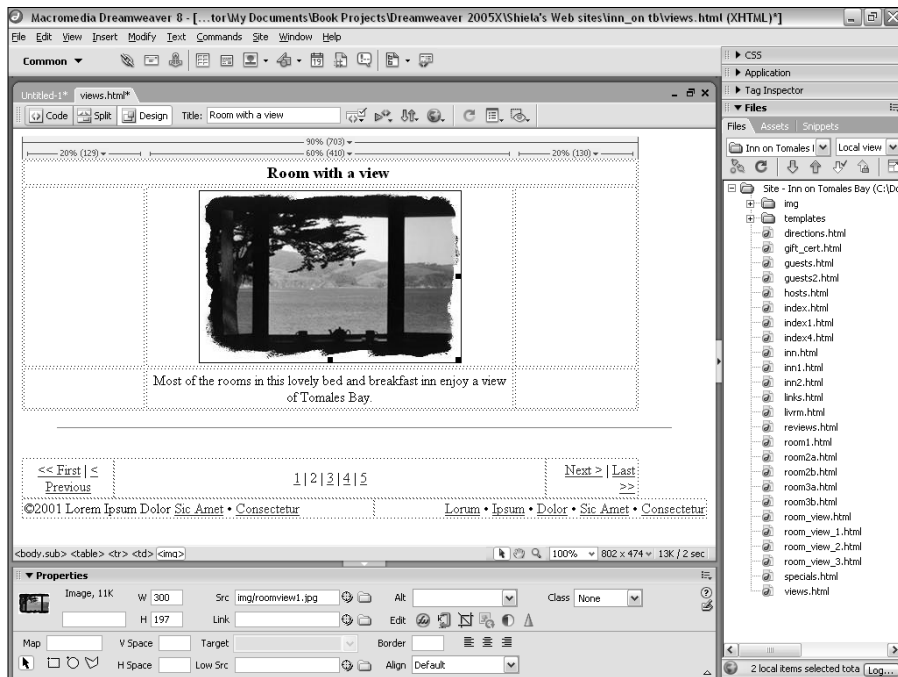 Macromedia Dreamweaver 8 - [...tor\My Documents\Book Projects\Dreamweaver 2005X\Shiela's Web sites\inn_on tb\views.html (XHTML)*]
File Edit View Insert Modify Text Commands Site Window Help
Common
Untitled-1* views.html*
Code Split Design Title: Room with a view
90% (703)
20% (129) 60% (410) 20% (130)
Room with a view
Most of the rooms in this lovely bed and breakfast inn enjoy a view
of Tomales Bay.
<< First | <
Previous
1|2|3|4|5
Next > | Last
>>
©2001 Lorem Ipsum Dolor Sic Amet • Consectetur
Lorum • Ipsum • Dolor • Sic Amet • Consectetur
<body.sub> <table> <tr> <td> <img>
100% 802 x 474 13K / 2 sec
Properties
Image, 11K W 300 Src img/roomview1.jpg Alt Class None
H 197 Link Edit
Map V Space Target Border
H Space Low Src Align Default
CSS
Application
Tag Inspector
Files
Files Assets Snippets
Inn on Tomales Local view
Site - Inn on Tomales Bay (C:\Do
img
templates
directions.html
gift_cert.html
guests.html
guests2.html
hosts.html
index.html
index1.html
index4.html
inn.html
inn1.html
inn2.html
links.html
livrm.html
reviews.html
room1.html
room2a.html
room2b.html
room3a.html
room3b.html
room_view.html
room_view_1.html
room_view_2.html
room_view_3.html
specials.html
views.html
2 local items selected tota Log...